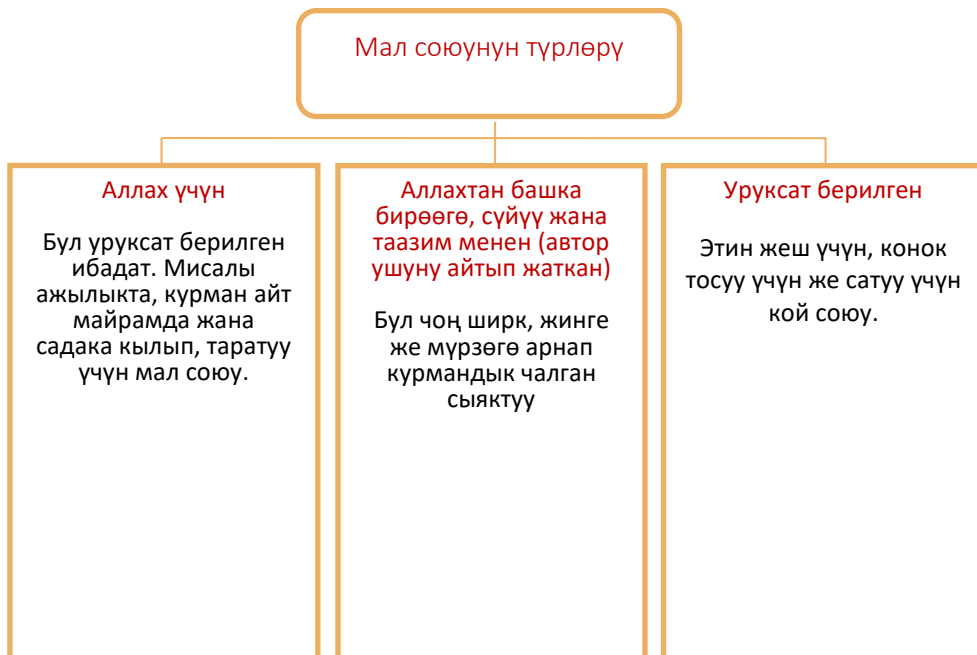 Мал союунун түрлөрү
Аллах үчүн
Бул уруксат берилген
ибадат. Мисалы
ажылыкта, курман айт
майрамда жана
садака кылып, таратуу
үчүн мал союу.
Аллахтан башка
бирөөгө, сүйүү жана
таазим менен (автор
ушуну айтып жаткан)
Бул чоң ширк, жинге
же мүрзөгө арнап
курмандык чалган
сыяктуу
Уруксат берилген
Этин жеш үчүн, конок
тосуу үчүн же сатуу үчүн
кой союу.